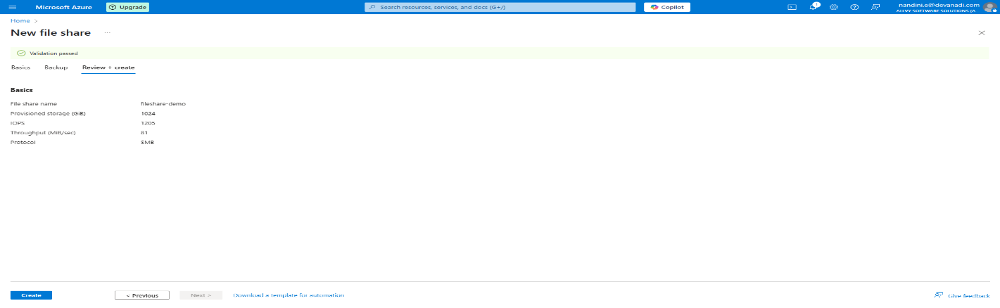 Microsoft Azure
Upgrade
Search resources, services, and docs (G+/)
Copilot
1
nandini.e@devanadi.com
ALTVY SOFTWARE SOLUTIONS (A
Home >
New file share ...
Validation passed
Basics Backup Review + create
Basics
File share name fileshare-demo
Provisioned storage (GiB) 1024
IOPS 1205
Throughput (MiB/sec) 81
Protocol SMB
Create < Previous Next > Download a template for automation
Give feedback